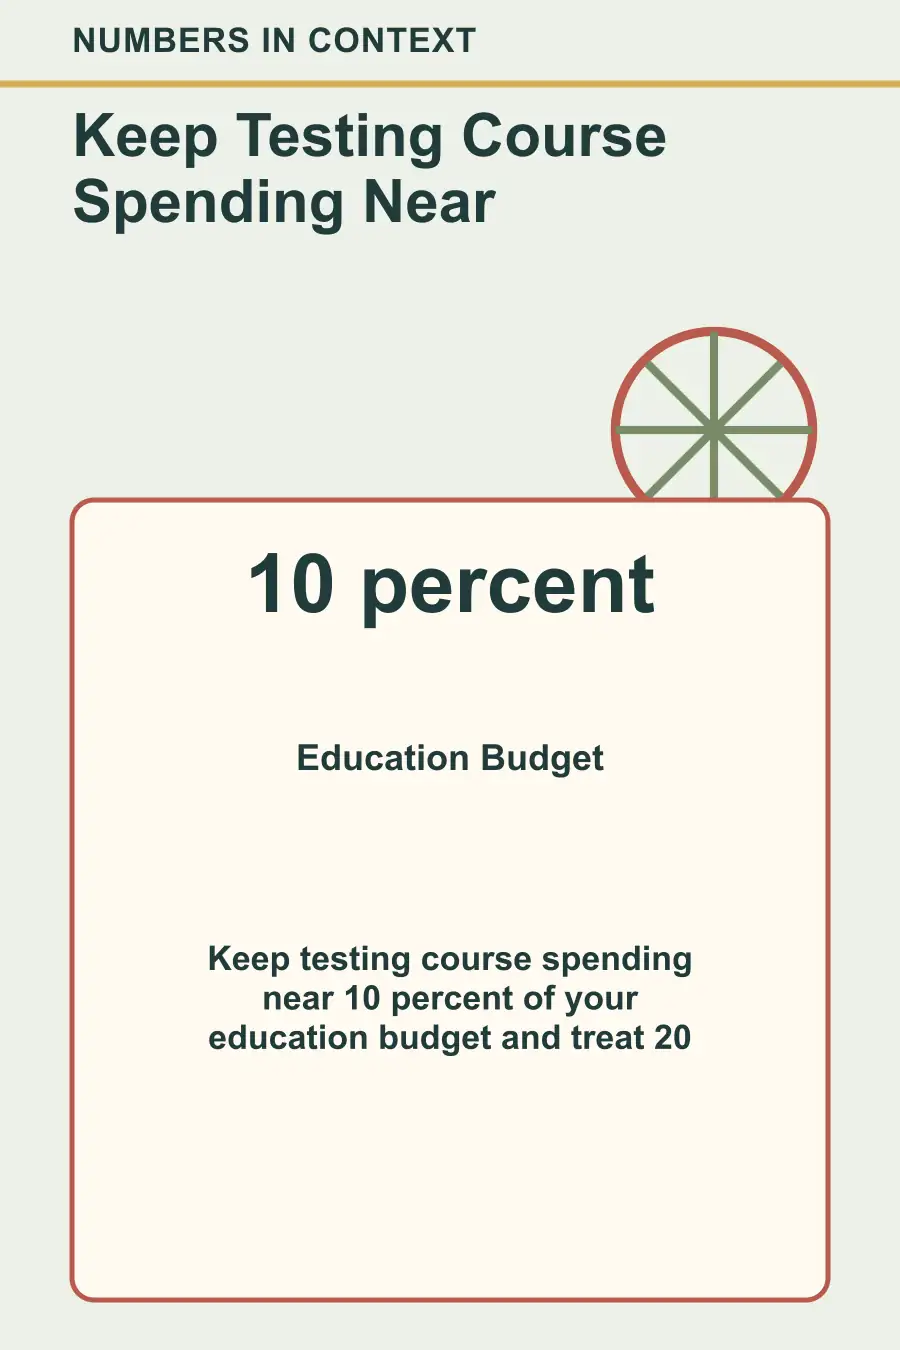 NUMBERS IN CONTEXT
Keep Testing Course
Spending Near
10 percent
Education Budget
Keep testing course spending
near 10 percent of your
education budget and treat 20